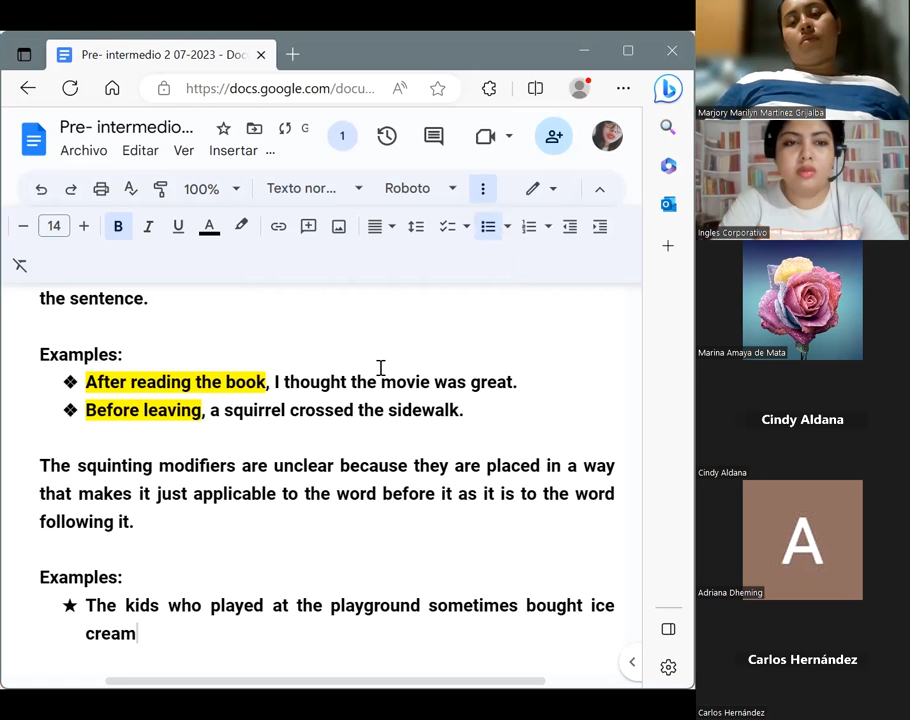 Pre- intermedio 2 07-2023 - Doc
https://docs.google.com/docu...
Pre- intermedio...
G
1
Archivo Editar Ver Insertar ...
100% Texto nor... Roboto
14 B I U A
the sentence.
Examples:
❖ After reading the book, I thought the movie was great.
❖ Before leaving, a squirrel crossed the sidewalk.
The squinting modifiers are unclear because they are placed in a way
that makes it just applicable to the word before it as it is to the word
following it.
Examples:
★ The kids who played at the playground sometimes bought ice
cream
Marjory Marilyn Martinez Grijalba
Ingles Corporativo
Marina Amaya de Mata
Cindy Aldana
Cindy Aldana
A
Adriana Dheming
Carlos Hernández
Carlos Hernández